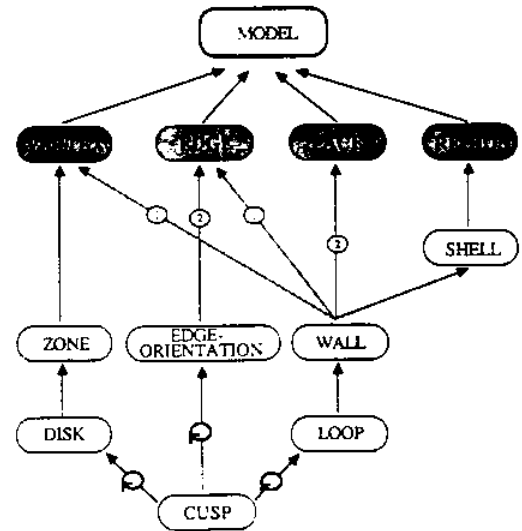 MODEL
2
2
SHELL
ZONE
EDGE-
ORIENTATION
WALL
DISK
LOOP
CUSP